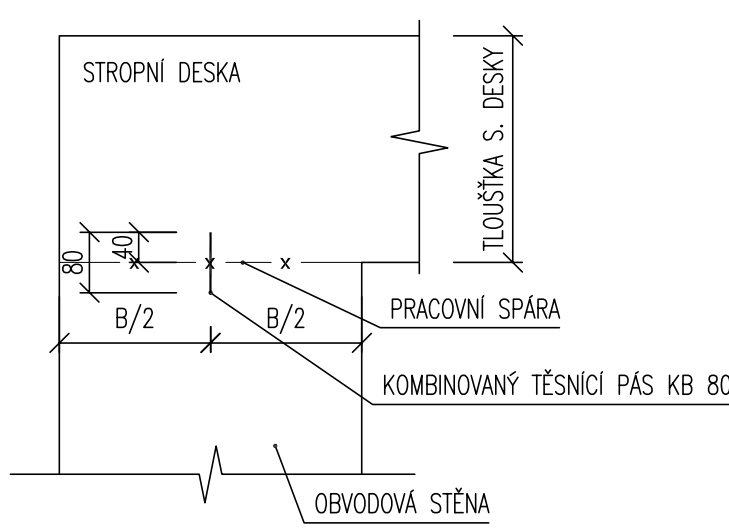 STROPNÍ DESKA
TLOUŠŤKA S. DESKY
80
40
x x x
B/2 B/2
PRACOVNÍ SPÁRA
KOMBINOVANÝ TĚSNÍCÍ PÁS KB 80
OBVODOVÁ STĚNA